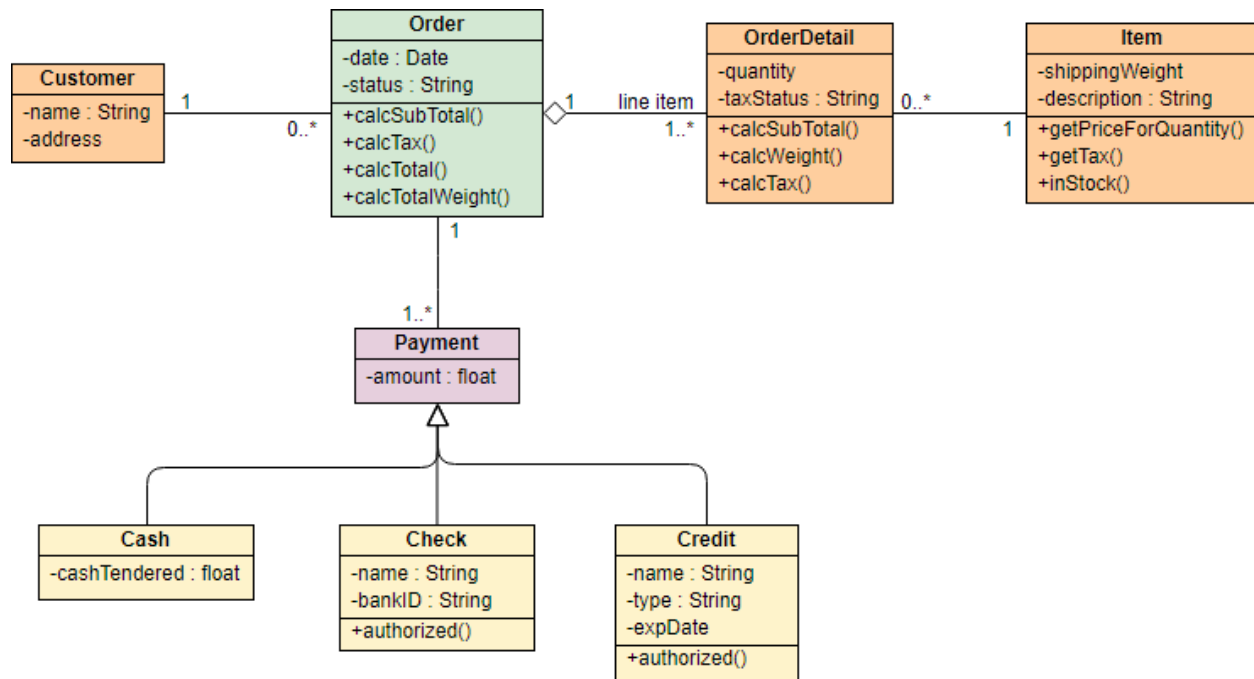 Order
-date : Date
-status : String
+calcSubTotal()
+calcTax()
+calcTotal()
+calcTotalWeight()
OrderDetail
-quantity
-taxStatus : String
+calcSubTotal()
+calcWeight()
+calcTax()
Item
-shippingWeight
-description : String
+getPriceForQuantity()
+getTax()
+inStock()
Customer
-name : String
-address
1
0..*
1
line item
1..*
0..*
1
1
1..*
Payment
-amount : float
Cash
-cashTendered : float
Check
-name : String
-bankID : String
+authorized()
Credit
-name : String
-type : String
-expDate
+authorized()